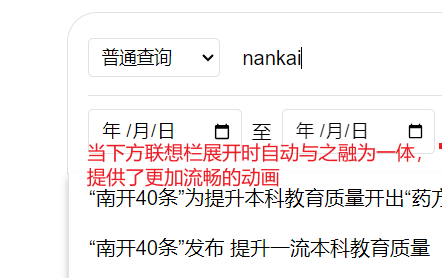 普通查询 nankai
年 /月/日 至 年 /月/日
当下方联想栏展开时自动与之融为一体，
提供了更加流畅的动画
“南开40条”为提升本科教育质量开出“药方
“南开40条”发布 提升一流本科教育质量